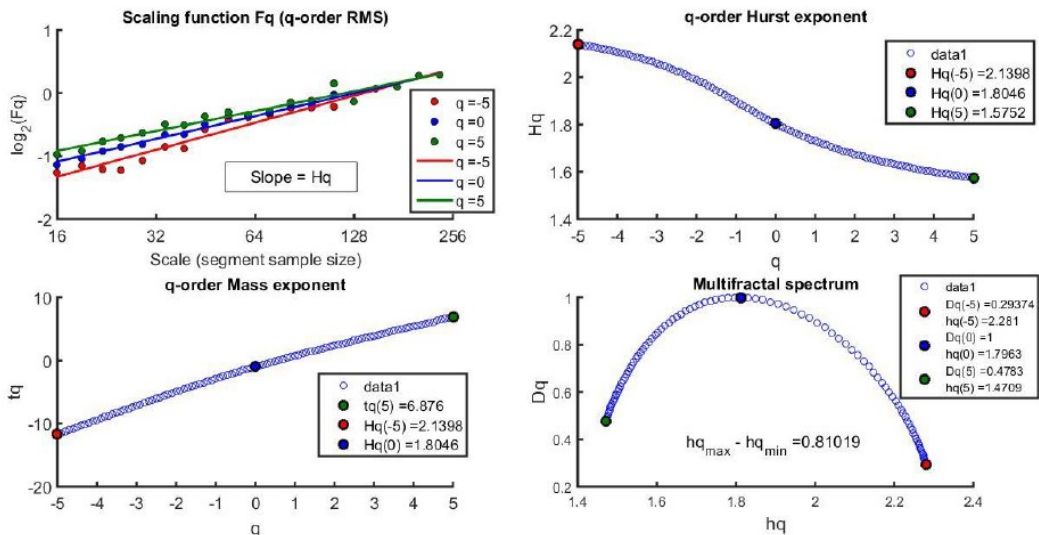 Scaling function Fq (q-order RMS)
1
0
-1
-2
log2(Fq)
16
32
64
128
256
Scale (segment sample size)
Slope = Hq
q = -5
q = 0
q = 5
q =-5
q =0
q =5
q-order Hurst exponent
2.2
2
1.8
1.6
1.4
Hq
-5
-4
-3
-2
-1
0
1
2
3
4
5
q
data1
Hq(-5) =2.1398
Hq(0) =1.8046
Hq(5) =1.5752
q-order Mass exponent
10
0
-10
-20
tq
-5
-4
-3
-2
-1
0
1
2
3
4
5
q
data1
tq(5) =6.876
Hq(-5) =2.1398
Hq(0) =1.8046
Multifractal spectrum
1
0.8
0.6
0.4
0.2
Dq
1.4
1.6
1.8
2
2.2
2.4
hq
hqmax - hqmin =0.81019
data1
Dq(-5) =0.29374
hq(-5) =2.281
Dq(0) =1
hq(0) =1.7963
Dq(5) =0.4783
hq(5) =1.4709